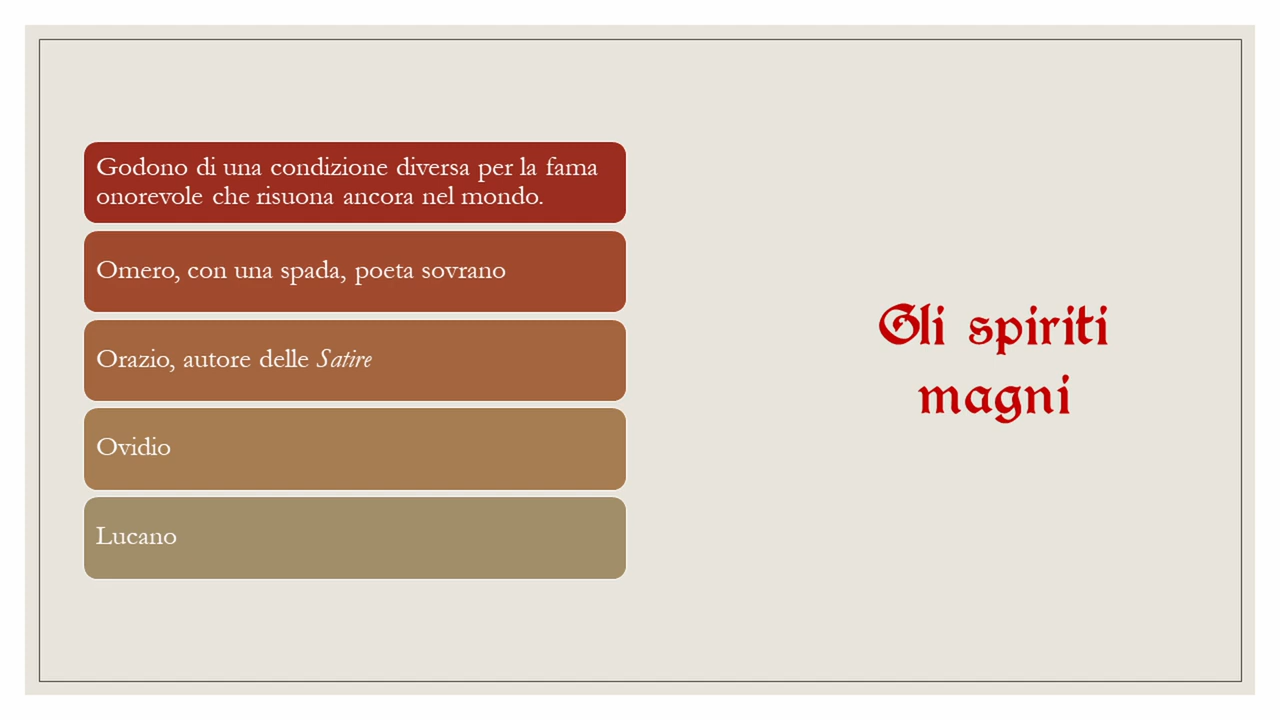 Godono di una condizione diversa per la fama
onorevole che risuona ancora nel mondo.
Omero, con una spada, poeta sovrano
Orazio, autore delle Satire
Ovidio
Lucano
Gli spiriti
magni